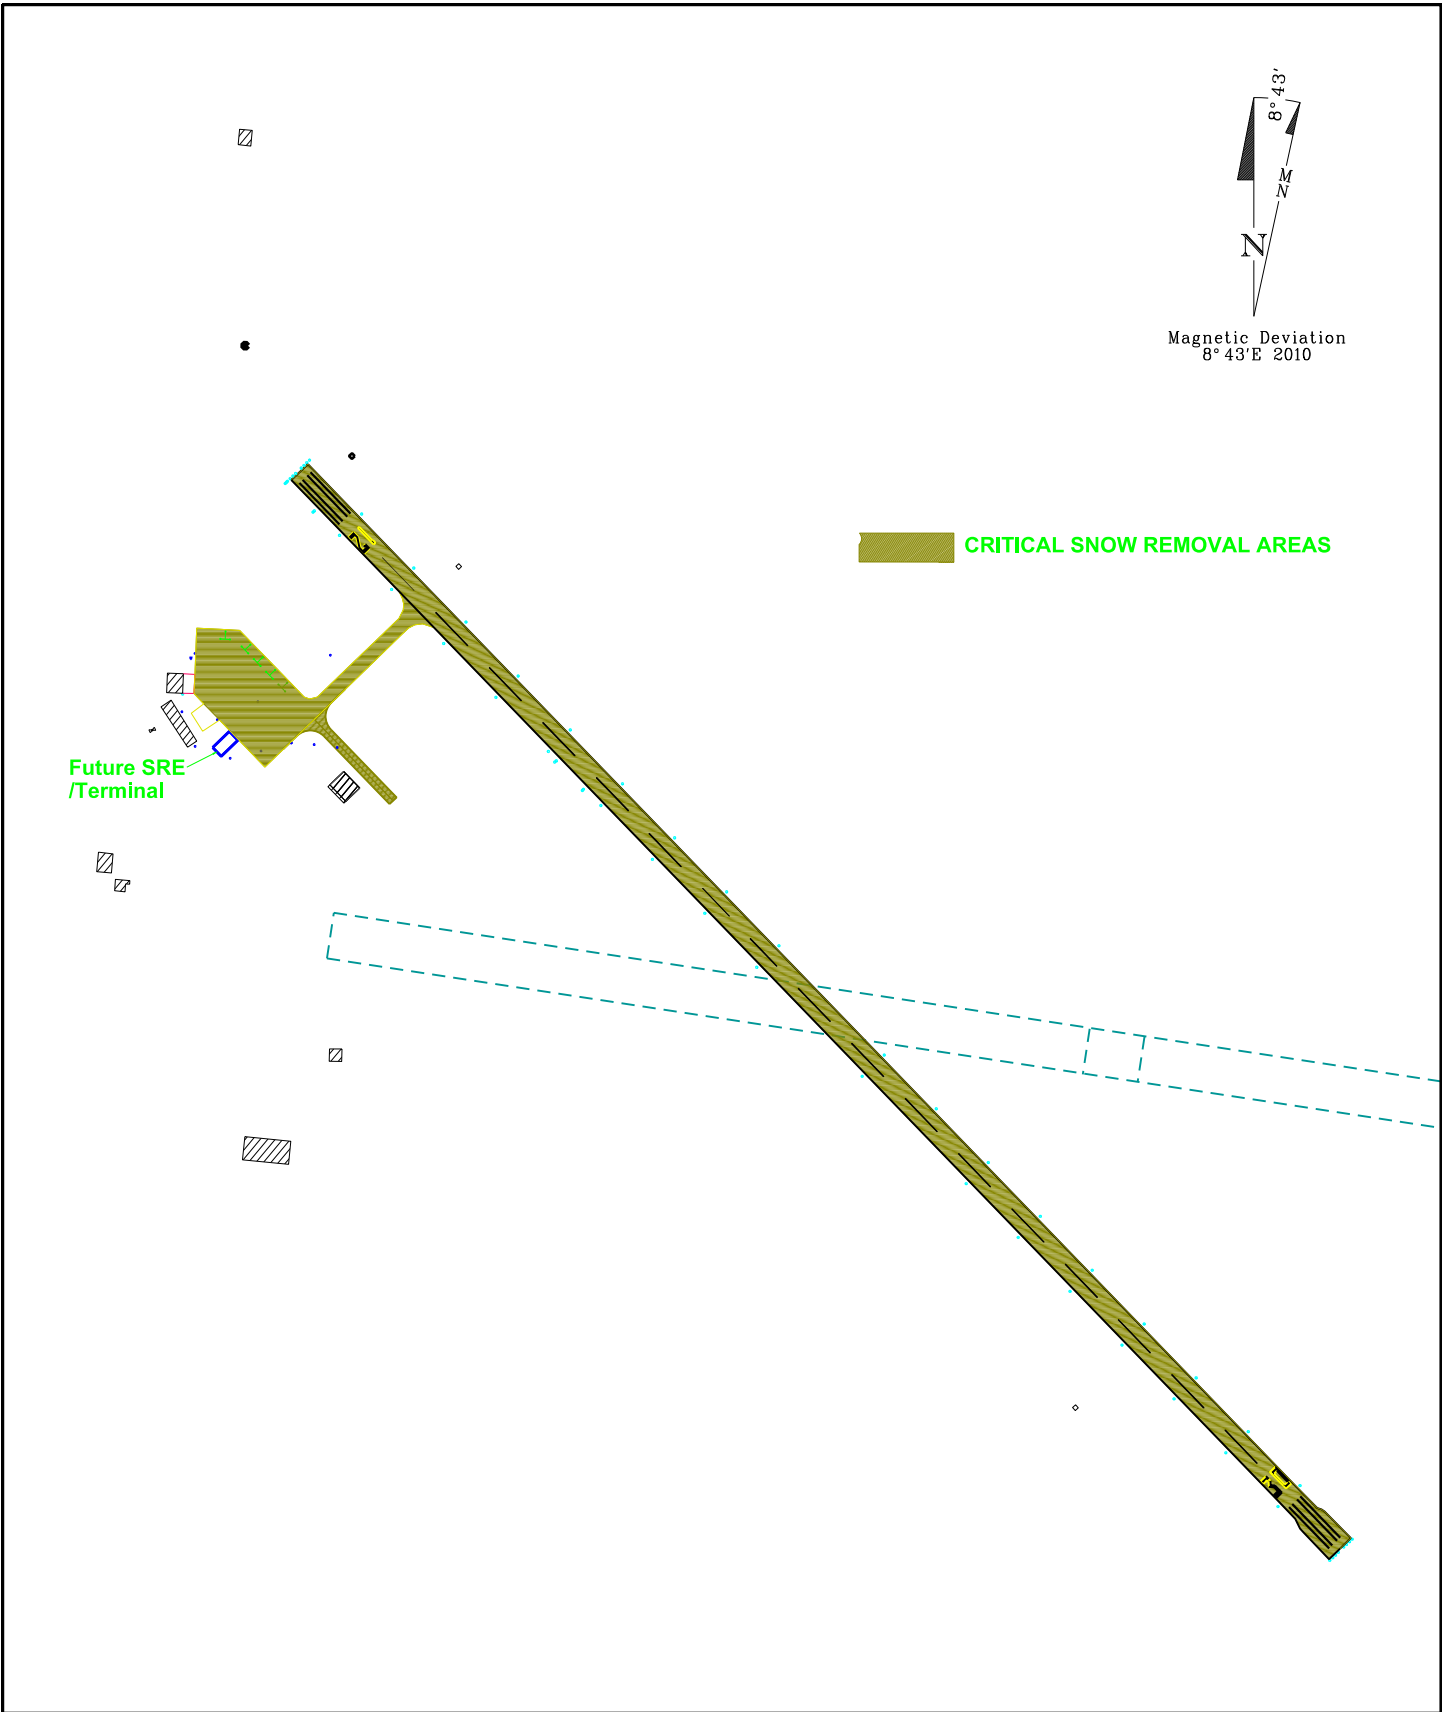 8°43'
M
N
N
Magnetic Deviation
8°43'E 2010
CRITICAL SNOW REMOVAL AREAS
Future SRE
/Terminal